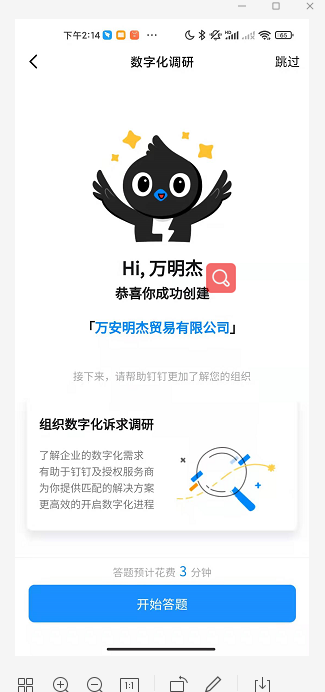 下午2:14
···
65
数字化调研
跳过
Hi, 万明杰
恭喜你成功创建
「万安明杰贸易有限公司」
接下来，请帮助钉钉更加了解您的组织
组织数字化诉求调研
了解企业的数字化需求
有助于钉钉及授权服务商
为你提供匹配的解决方案
更高效的开启数字化进程
答题预计花费 3 分钟
开始答题
1:1